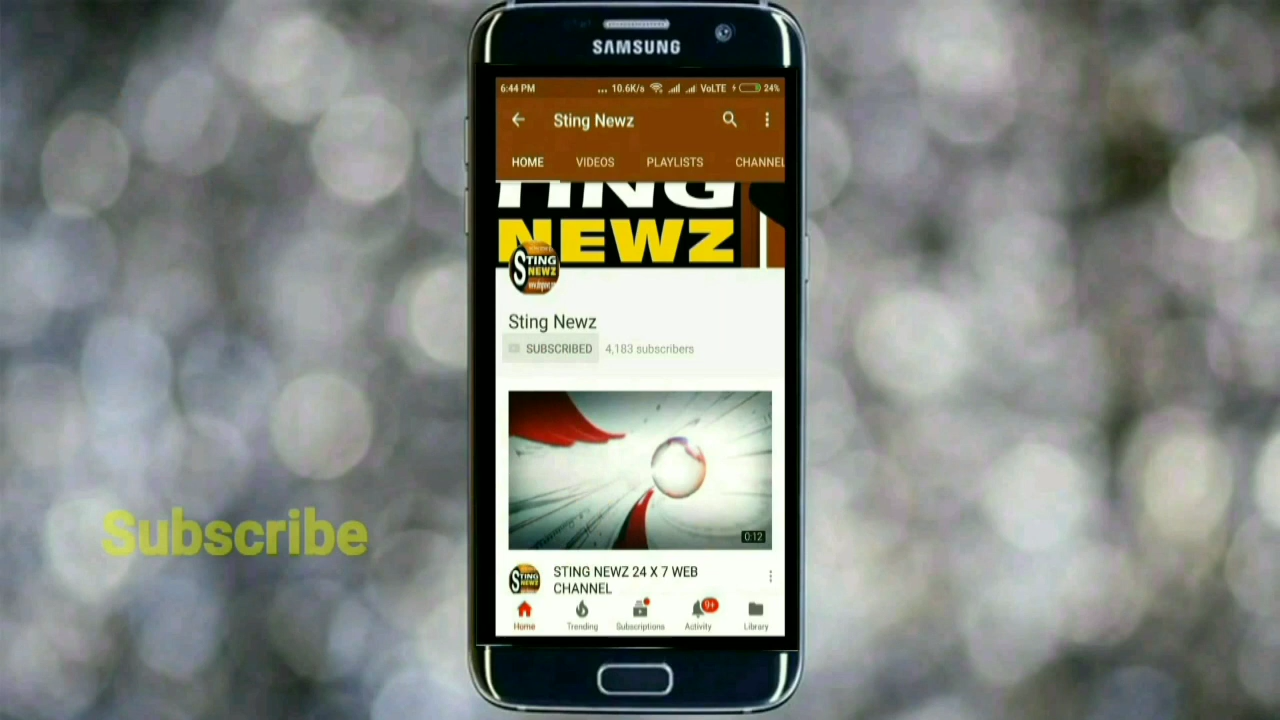 SAMSUNG
6:44 PM ... 10.6K/s VoLTE 24%
Sting Newz
HOME VIDEOS PLAYLISTS CHANNEL
TING
NEWZ
STING
NEWZ
Sting Newz
SUBSCRIBED 4,183 subscribers
0:12
Subscribe
STING NEWZ 24 X 7 WEB
CHANNEL
STING
NEWZ
9+
Home Trending Subscriptions Activity Library